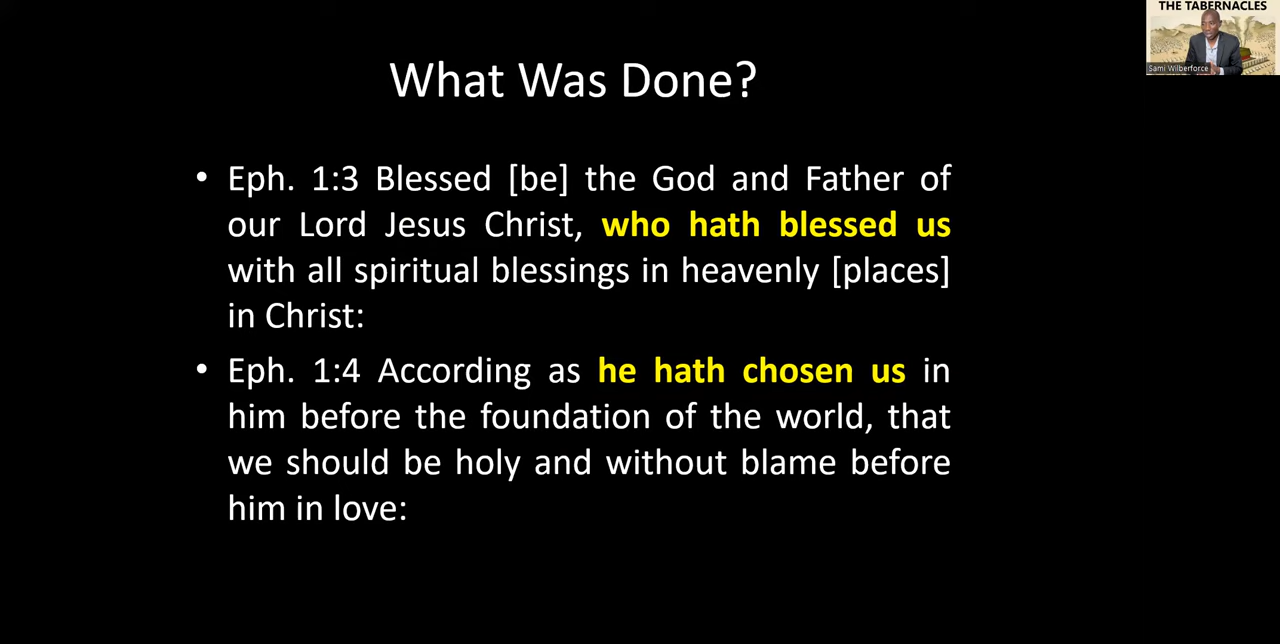 THE TABERNACLES
Sami Wilberforce
What Was Done?
• Eph. 1:3 Blessed [be] the God and Father of
our Lord Jesus Christ, who hath blessed us
with all spiritual blessings in heavenly [places]
in Christ:
• Eph. 1:4 According as he hath chosen us in
him before the foundation of the world, that
we should be holy and without blame before
him in love: